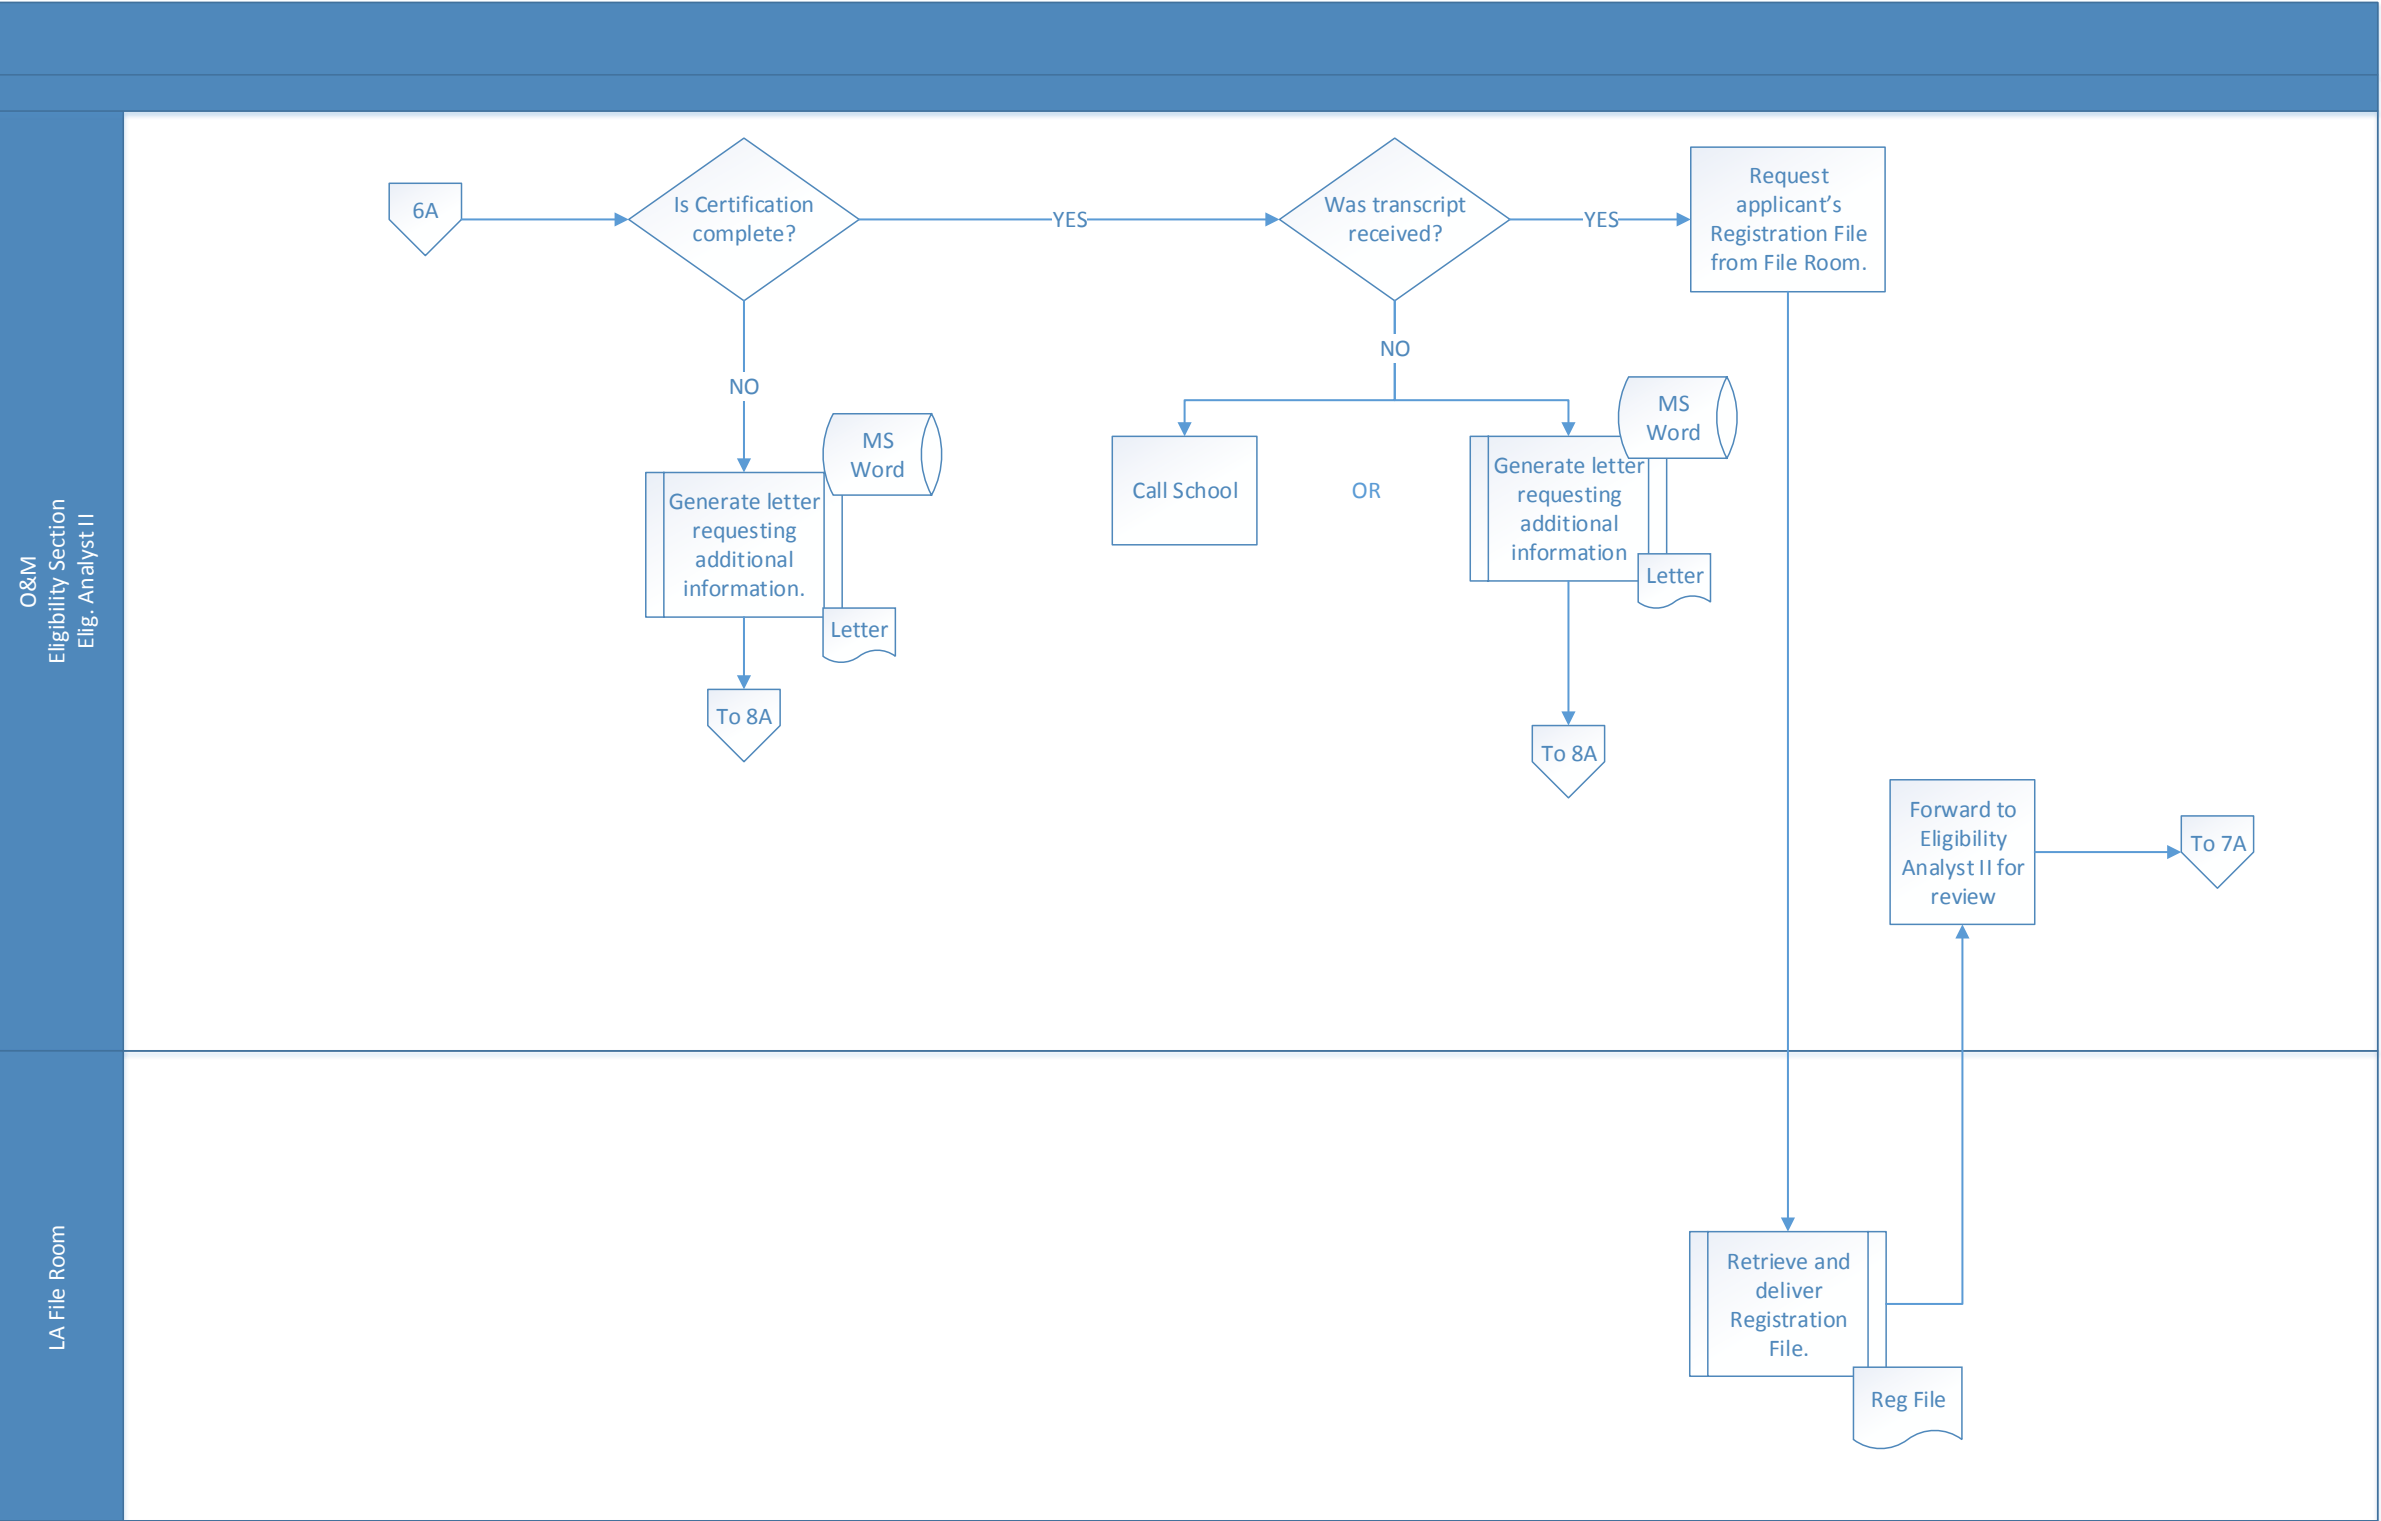 O&M
Eligibility Section
Elig. Analyst II
6A
Is Certification
complete?
YES
Was transcript
received?
YES
Request
applicant’s
Registration File
from File Room.
NO
NO
MS
Word
Generate letter
requesting
additional
information.
Letter
To 8A
Call School
OR
MS
Word
Generate letter
requesting
additional
information
Letter
To 8A
Forward to
Eligibility
Analyst II for
review
To 7A
LA File Room
Retrieve and
deliver
Registration
File.
Reg File